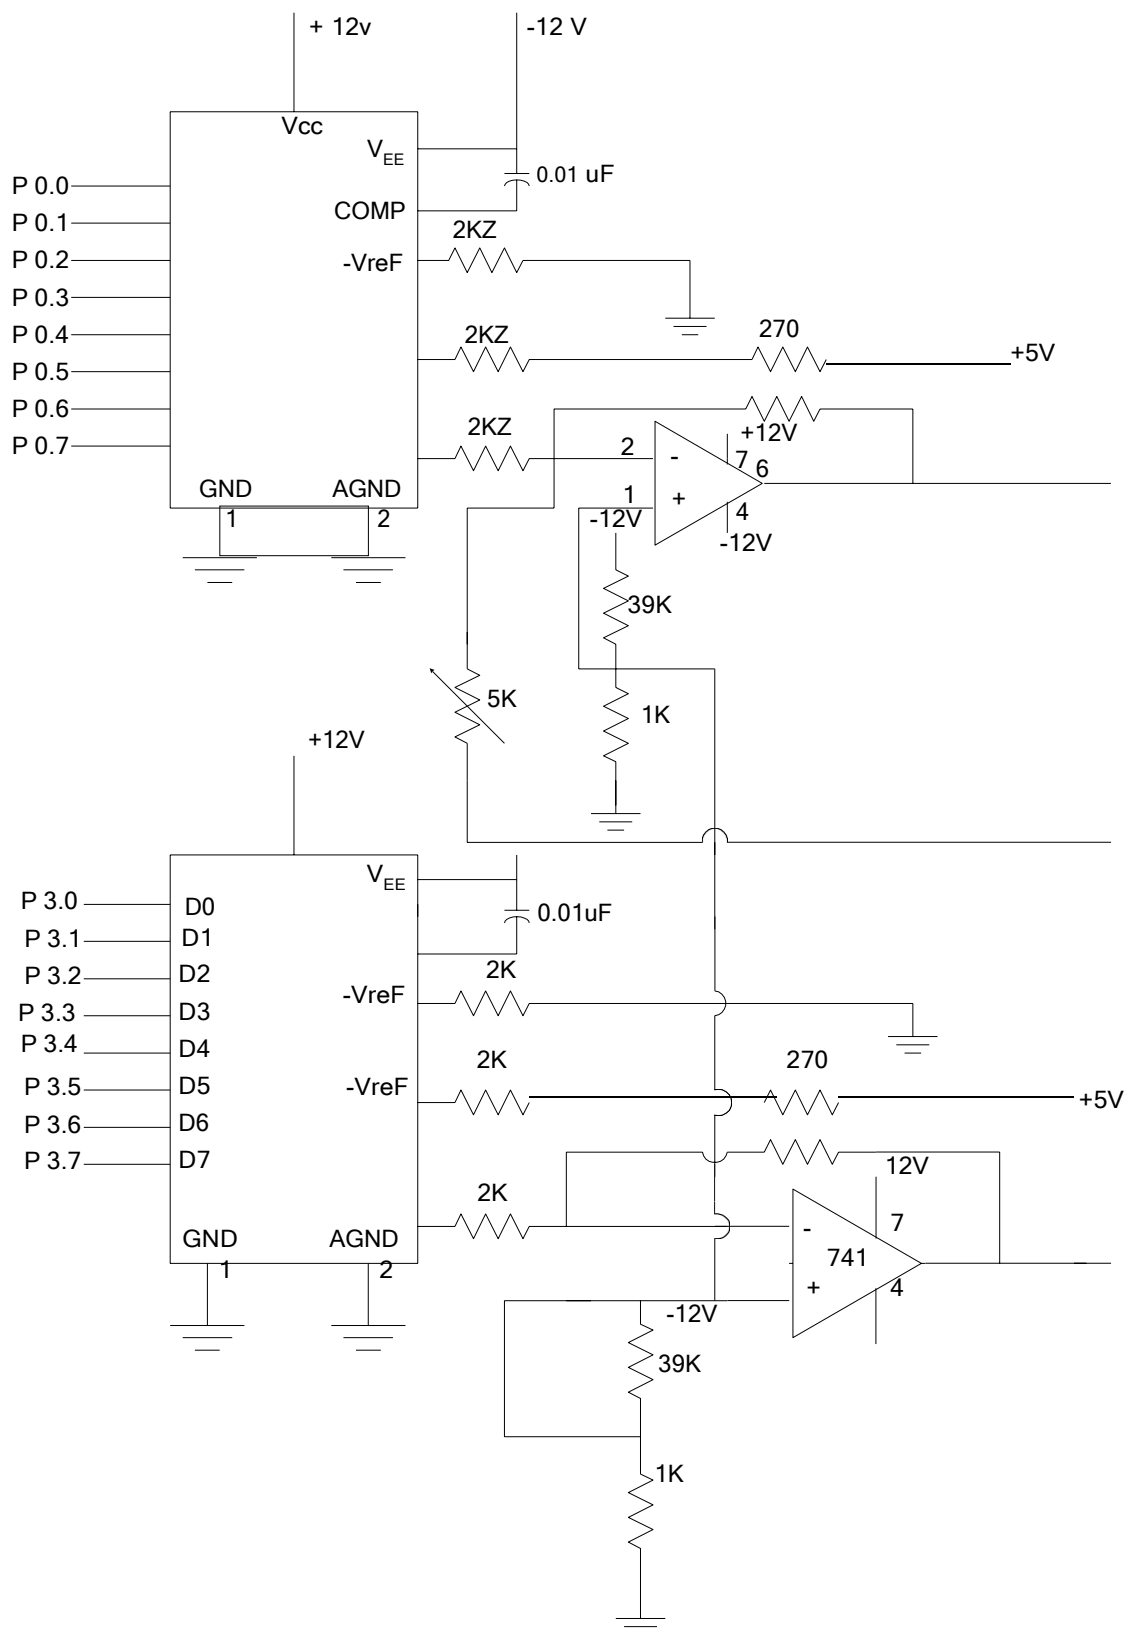 + 12v
-12 V
Vcc
VEE
0.01 uF
P 0.0
COMP
P 0.1
2KZ
P 0.2
-VreF
P 0.3
270
P 0.4
2KZ
+5V
P 0.5
P 0.6
2KZ
+12V
P 0.7
2
-
7
6
GND
AGND
1
+
1
2
-12V
4
-12V
39K
5K
1K
+12V
VEE
P 3.0
D0
0.01uF
P 3.1
D1
P 3.2
D2
2K
-VreF
P 3.3
D3
P 3.4
D4
2K
270
P 3.5
D5
-VreF
+5V
P 3.6
D6
P 3.7
D7
12V
2K
-
7
GND
AGND
741
1
2
+
4
-12V
39K
1K